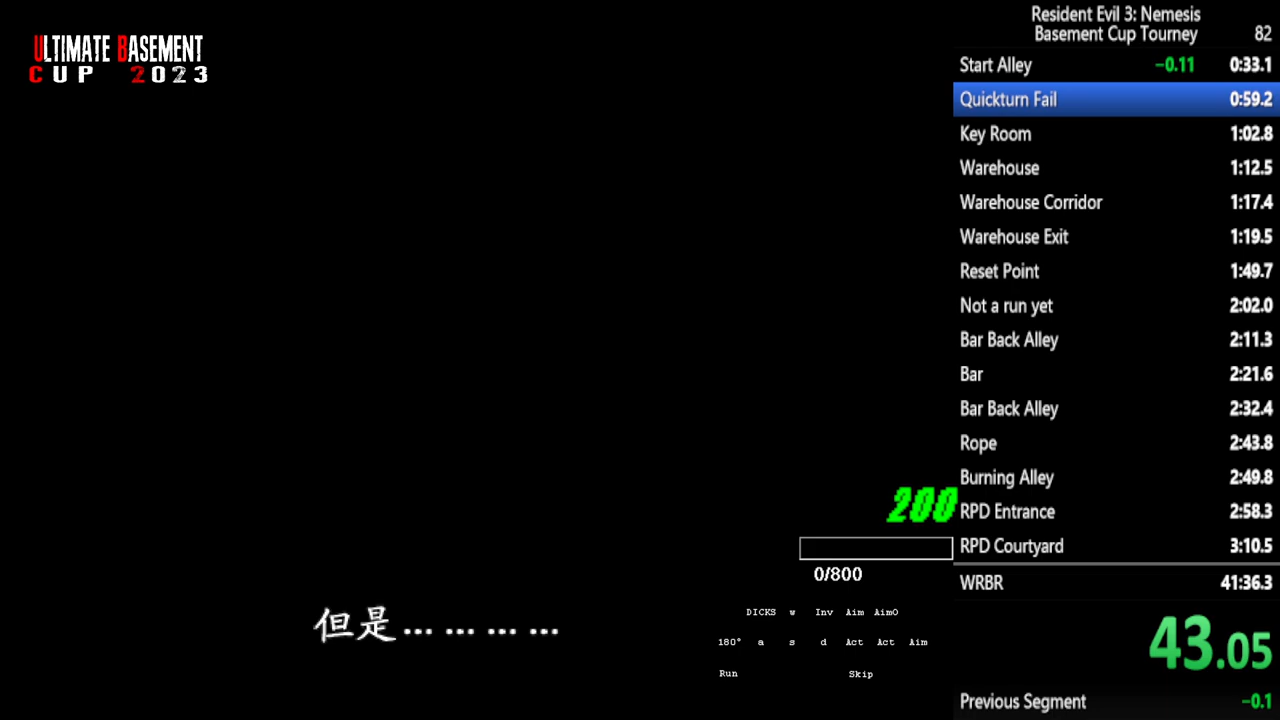 ULTIMATE BASEMENT
CUP 2023
但是… … … …
200
0/800
DICKS w Inv Aim AimO
180° a s d Act Act Aim
Run Skip
Resident Evil 3: Nemesis
Basement Cup Tourney 82
Start Alley −0.11 0:33.1
Quickturn Fail 0:59.2
Key Room 1:02.8
Warehouse 1:12.5
Warehouse Corridor 1:17.4
Warehouse Exit 1:19.5
Reset Point 1:49.7
Not a run yet 2:02.0
Bar Back Alley 2:11.3
Bar 2:21.6
Bar Back Alley 2:32.4
Rope 2:43.8
Burning Alley 2:49.8
RPD Entrance 2:58.3
RPD Courtyard 3:10.5
WRBR 41:36.3
43.05
Previous Segment −0.1